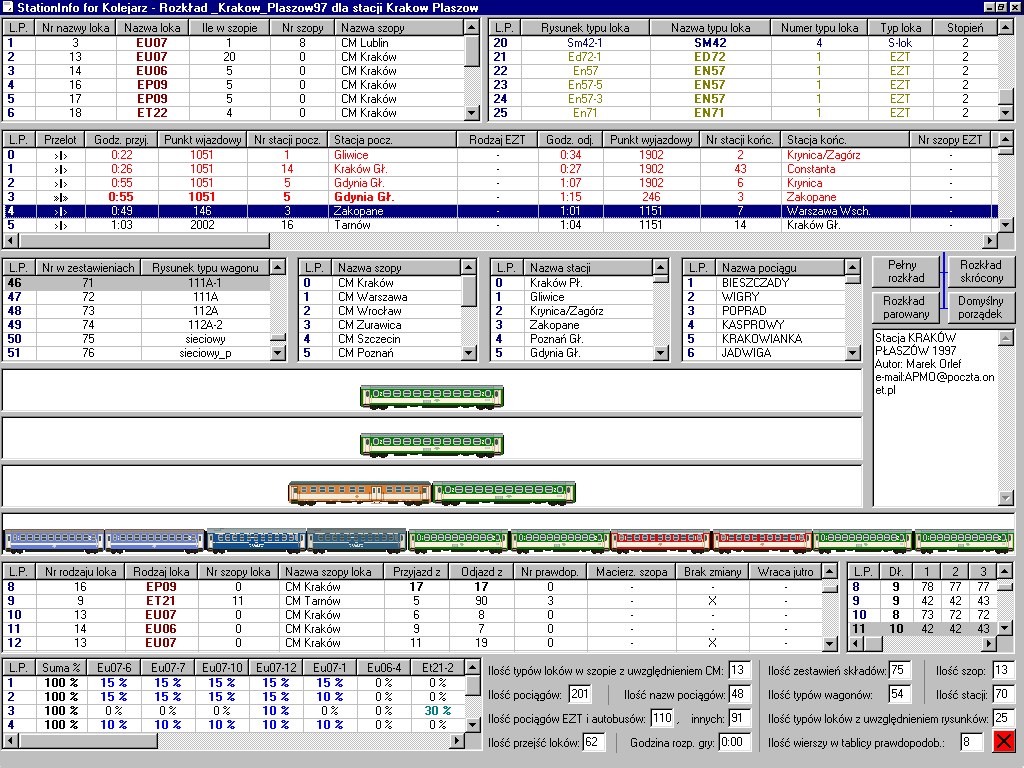 StationInfo for Kolejarz - Rozkład _Krakow_Plaszow97 dla stacji Krakow Plaszow
L.P. Nr nazwy loka Nazwa loka Ile w szopie Nr szopy Nazwa szopy
1 3 EU07 1 8 CM Lublin
2 13 EU07 20 0 CM Kraków
3 14 EU06 5 0 CM Kraków
4 16 EP09 5 0 CM Kraków
5 17 EP09 5 0 CM Kraków
6 18 ET22 4 0 CM Kraków
L.P. Rysunek typu loka Nazwa typu loka Numer typu loka Typ loka Stopień
20 Sm42-1 SM42 4 S-lok 2
21 Ed72-1 ED72 1 EZT 2
22 En57 EN57 1 EZT 2
23 En57-5 EN57 1 EZT 2
24 En57-3 EN57 1 EZT 2
25 En71 EN71 1 EZT 2
L.P. Przelot Godz. przyj. Punkt wjazdowy Nr stacji pocz. Stacja pocz. Rodzaj EZT Godz. odj. Punkt wyjazdowy Nr stacji końc. Stacja końc. Nr szopy EZT
0 >|> 0:22 1051 1 Gliwice - 0:34 1902 2 Krynica/Zagórz -
1 >|> 0:26 1051 14 Kraków Gł. - 0:27 1902 43 Constanta -
2 >|> 0:55 1051 5 Gdynia Gł. - 1:07 1902 6 Krynica -
3 >|> 0:55 1051 5 Gdynia Gł. - 1:15 246 3 Zakopane -
4 >|> 0:49 146 3 Zakopane - 1:01 1151 7 Warszawa Wsch. -
5 >|> 1:03 2002 16 Tarnów - 1:04 1151 14 Kraków Gł. -
L.P. Nr w zestawieniach Rysunek typu wagonu
46 71 111A-1
47 72 111A
48 73 112A
49 74 112A-2
50 75 sieciowy
51 76 sieciowy_p
L.P. Nazwa szopy
0 CM Kraków
1 CM Warszawa
2 CM Wrocław
3 CM Żurawica
4 CM Szczecin
5 CM Poznań
L.P. Nazwa stacji
0 Kraków Pł.
1 Gliwice
2 Krynica/Zagórz
3 Zakopane
4 Poznań Gł.
5 Gdynia Gł.
L.P. Nazwa pociągu
1 BIESZCZADY
2 WIGRY
3 POPRAD
4 KASPROWY
5 KRAKOWIANKA
6 JADWIGA
Pełny rozkład
Rozkład skrócony
Rozkład parowany
Domyślny porządek
Stacja KRAKÓW
PŁASZÓW 1997
Autor: Marek Orlef
e-mail:APMO@poczta.on
et.pl
L.P. Nr rodzaju loka Rodzaj loka Nr szopy loka Nazwa szopy loka Przyjazd z Odjazd z Nr prawdop. Macierz. szopa Brak zmiany Wraca jutro
8 16 EP09 0 CM Kraków 17 17 0 - - -
9 9 ET21 11 CM Tarnów 5 90 3 - X -
10 13 EU07 0 CM Kraków 6 8 0 - - -
11 14 EU06 0 CM Kraków 9 7 0 - - -
12 13 EU07 0 CM Kraków 11 19 0 - X -
L.P. Dł. 1 2 3
8 9 78 77 77
9 9 42 42 43
10 8 73 72 72
11 10 42 42 43
L.P. Suma % Eu07-6 Eu07-7 Eu07-10 Eu07-12 Eu07-1 Eu06-4 Et21-2
1 100 % 15 % 15 % 15 % 15 % 15 % 0 % 0 %
2 100 % 15 % 15 % 15 % 15 % 10 % 0 % 0 %
3 100 % 0 % 0 % 0 % 10 % 0 % 0 % 30 %
4 100 % 10 % 10 % 10 % 10 % 10 % 0 % 0 %
Ilość typów loków w szopie z uwzględnieniem CM: 13
Ilość pociągów: 201 Ilość nazw pociągów: 48
Ilość pociągów EZT i autobusów: 110 , innych: 91
Ilość przejść loków: 62 Godzina rozp. gry: 0:00
Ilość zestawień składów: 75 Ilość szop: 13
Ilość typów wagonów: 54 Ilość stacji: 70
Ilość typów loków z uwzględnieniem rysunków: 25
Ilość wierszy w tablicy prawdopodob.: 8